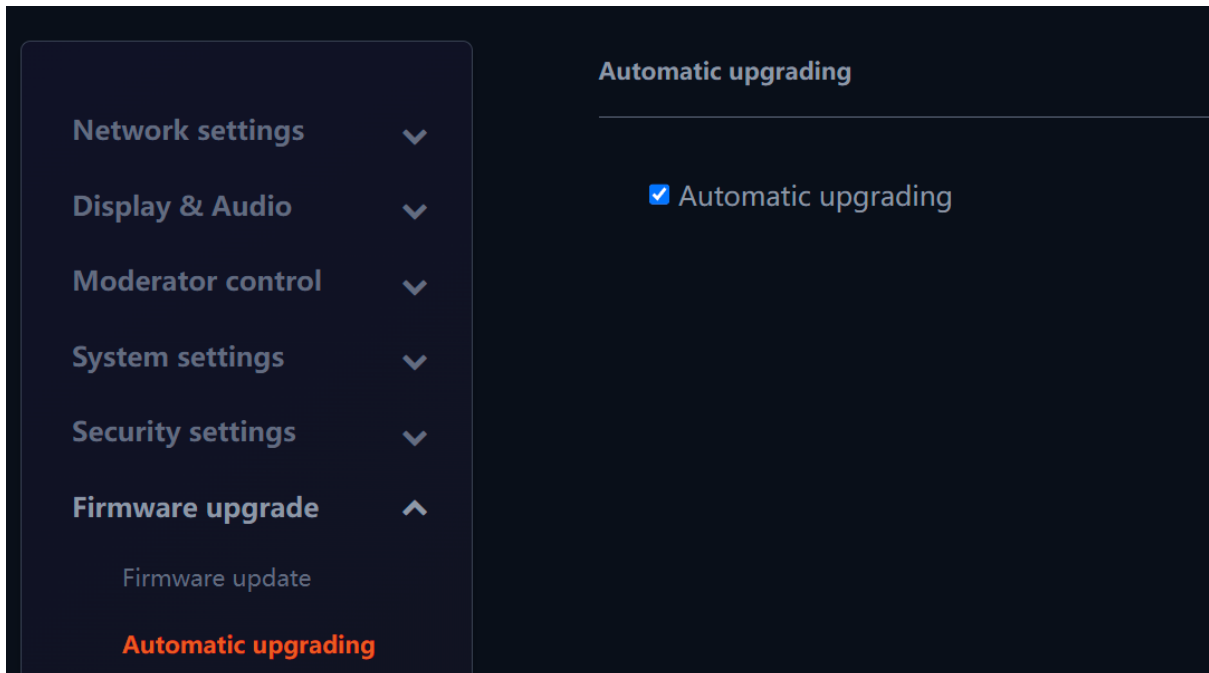 Network settings
Display & Audio
Moderator control
System settings
Security settings
Firmware upgrade
Firmware update
Automatic upgrading
Automatic upgrading
Automatic upgrading